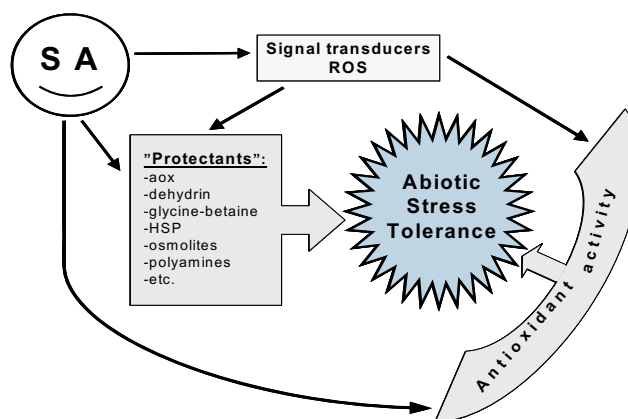 S A
Signal transducers
ROS
”Protectants”:
-aox
-dehydrin
-glycine-betaine
-HSP
-osmolites
-polyamines
-etc.
Abiotic
Stress
Tolerance
Antioxidant activity